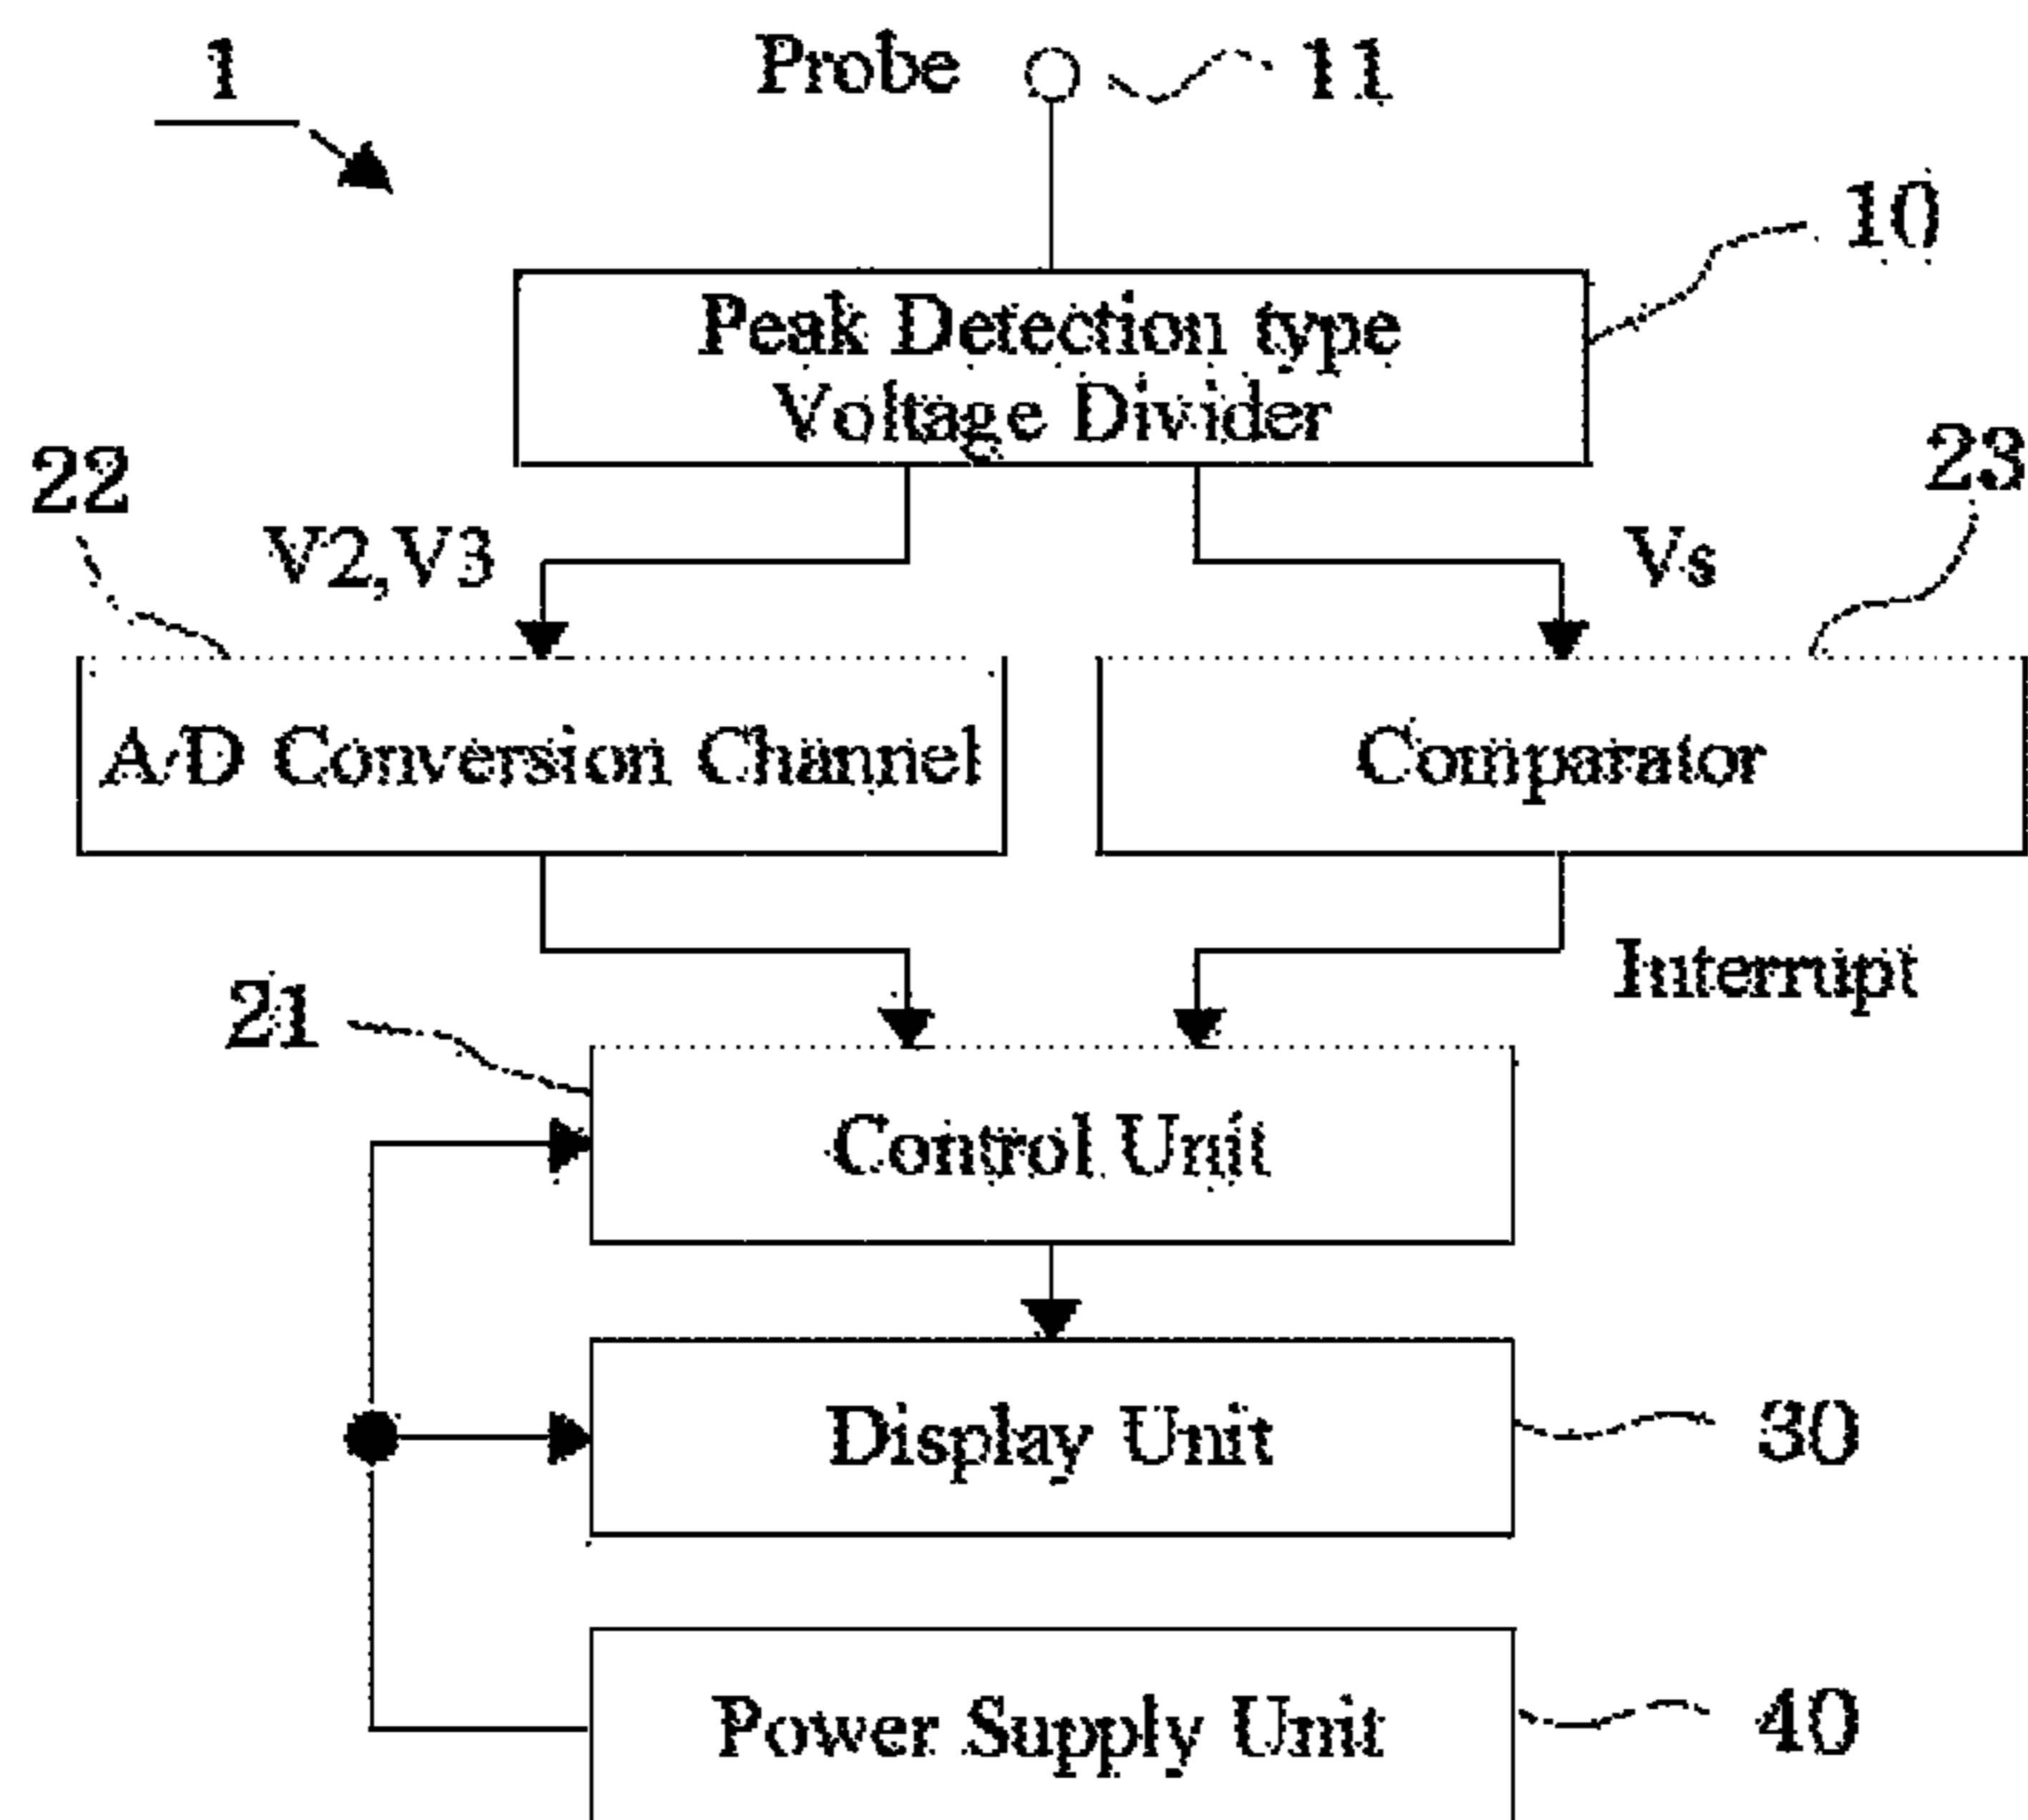 1
Probe
11
10
Peak Detection type
Voltage Divider
22
23
V2,V3
Vs
A/D Conversion Channel
Comparator
Interrupt
21
Control Unit
Display Unit
30
Power Supply Unit
40